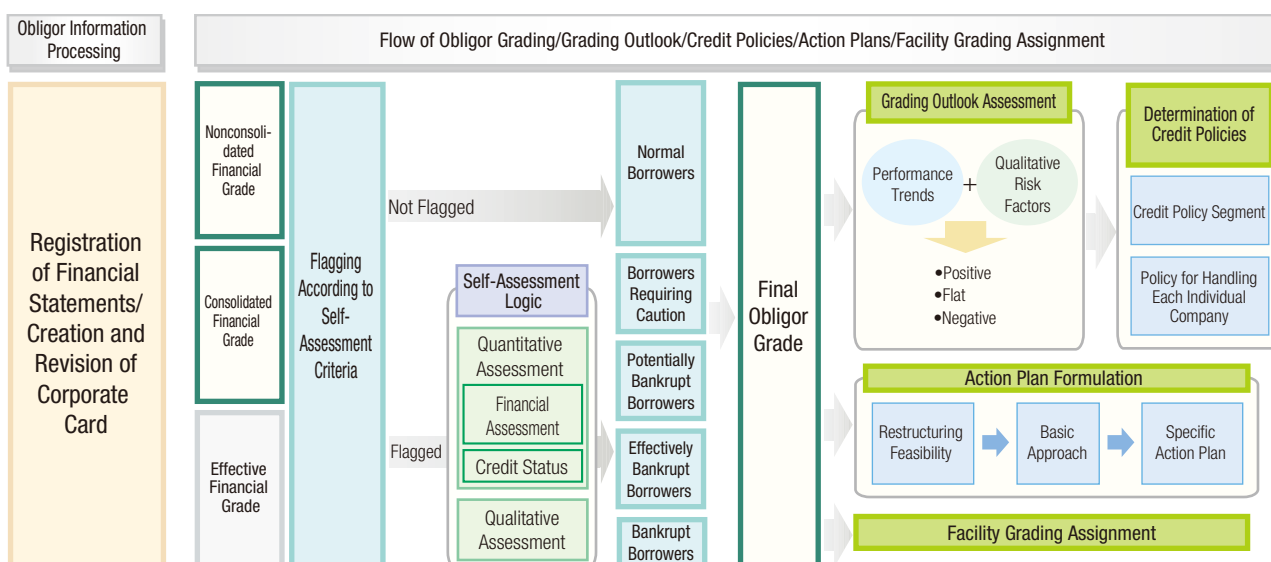 Obligor Information
Processing
Flow of Obligor Grading/Grading Outlook/Credit Policies/Action Plans/Facility Grading Assignment
Registration
of Financial
Statements/
Creation and
Revision of
Corporate
Card
Nonconsoli-
dated
Financial
Grade
Consolidated
Financial
Grade
Effective
Financial
Grade
Flagging
According to
Self-
Assessment
Criteria
Not Flagged
Flagged
Self-Assessment
Logic
Quantitative
Assessment
Financial
Assessment
Credit Status
Qualitative
Assessment
Normal
Borrowers
Borrowers
Requiring
Caution
Potentially
Bankrupt
Borrowers
Effectively
Bankrupt
Borrowers
Bankrupt
Borrowers
Final
Obligor
Grade
Grading Outlook Assessment
Performance
Trends
+
Qualitative
Risk
Factors
•Positive
•Flat
•Negative
Determination of
Credit Policies
Credit Policy Segment
Policy for Handling
Each Individual
Company
Action Plan Formulation
Restructuring
Feasibility
Basic
Approach
Specific
Action Plan
Facility Grading Assignment